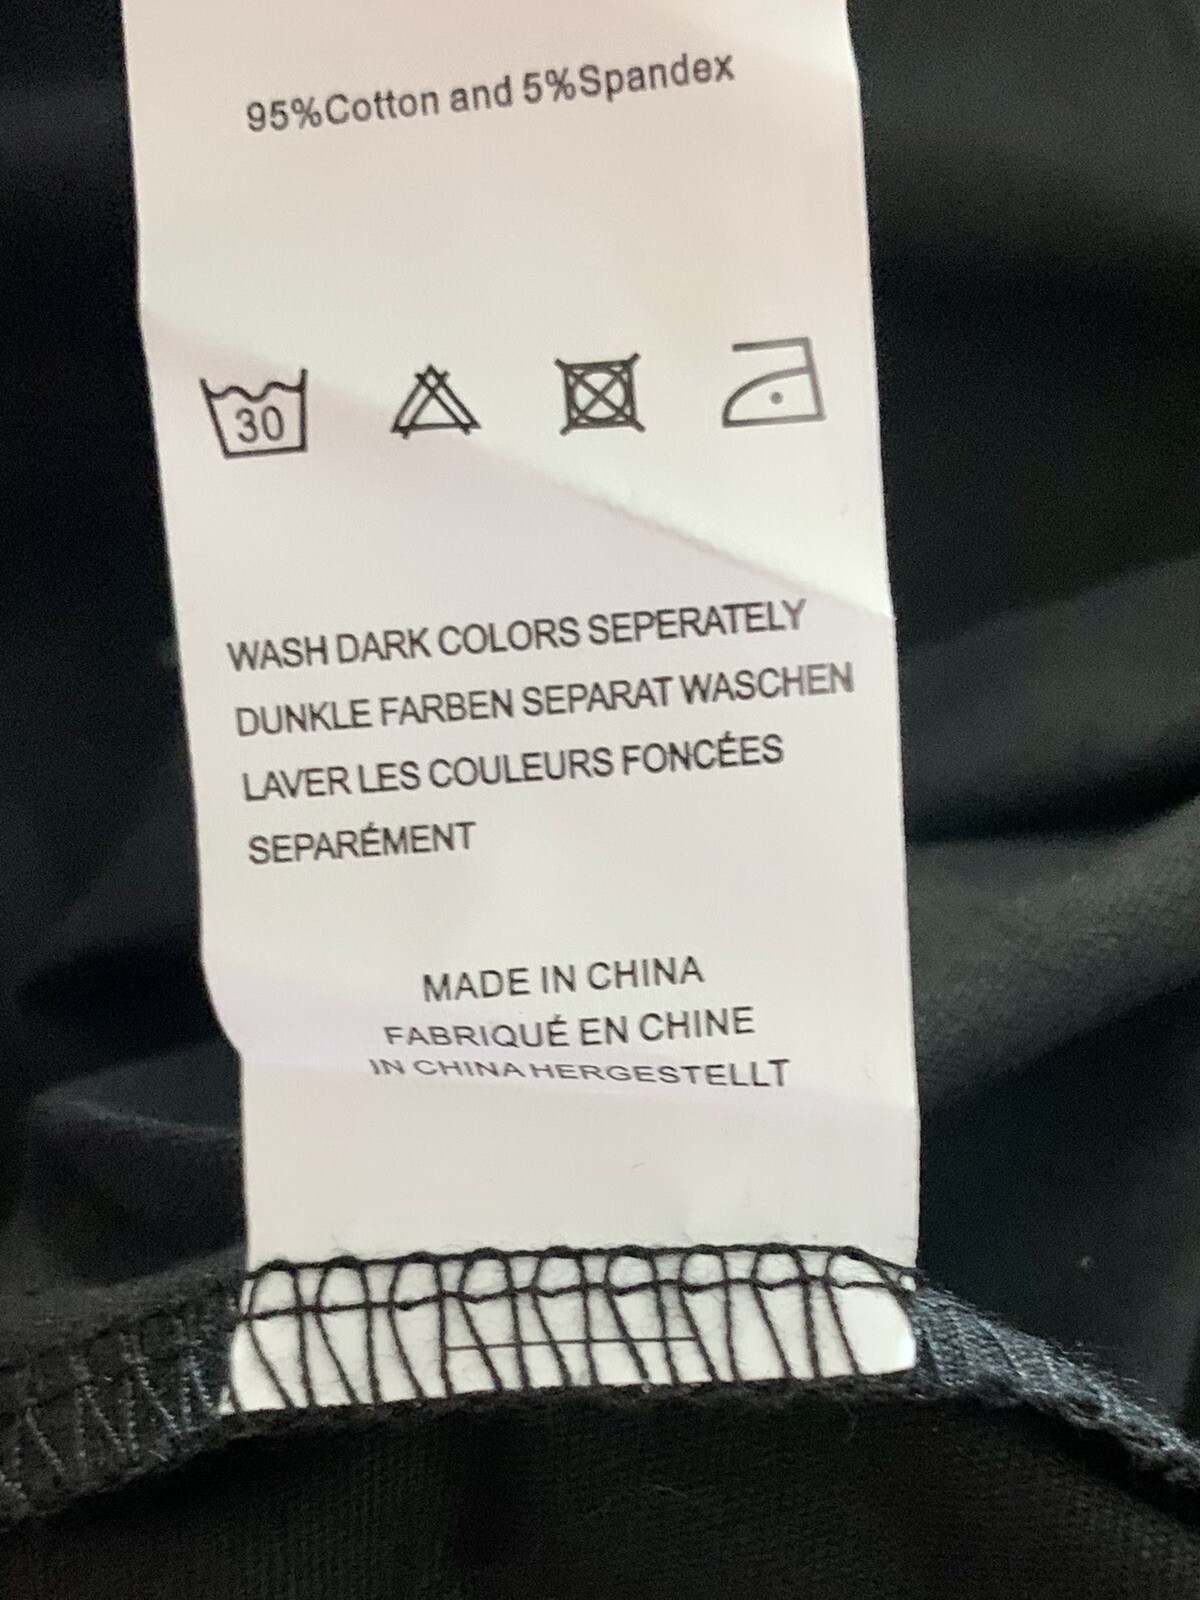 95%Cotton and 5%Spandex
30
WASH DARK COLORS SEPERATELY
DUNKLE FARBEN SEPARAT WASCHEN
LAVER LES COULEURS FONCÉES
SEPARÉMENT
MADE IN CHINA
FABRIQUÉ EN CHINE
IN CHINA HERGESTELLT